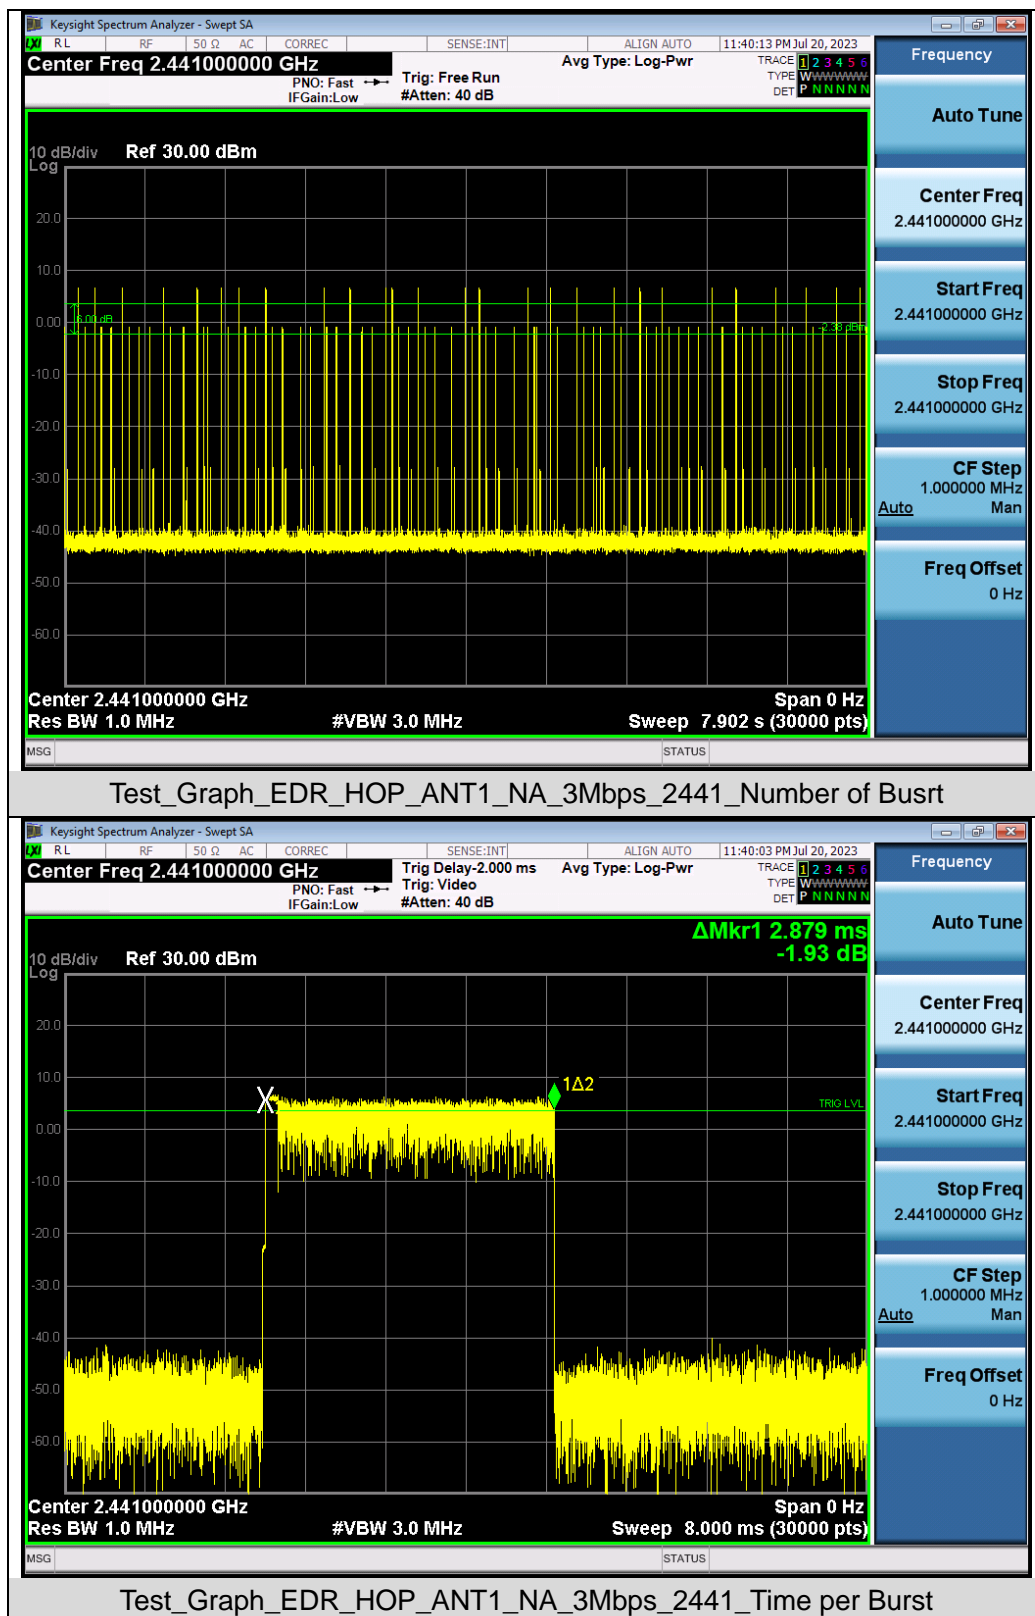 Keysight Spectrum Analyzer - Swept SA
LXI RL RF 50 Ω AC CORREC SENSE:INT ALIGN AUTO 11:40:13 PM Jul 20, 2023
Center Freq 2.441000000 GHz
PNO: Fast
IFGain:Low
Trig: Free Run
#Atten: 40 dB
Avg Type: Log-Pwr
TRACE 1 2 3 4 5 6
TYPE WWWWWW
DET P N N N N N
10 dB/div
Log
Ref 30.00 dBm
20.0
10.0
0.00
-10.0
-20.0
-30.0
-40.0
-50.0
-60.0
6.00 dB
-2.38 dBm
Center 2.441000000 GHz
Span 0 Hz
Res BW 1.0 MHz
#VBW 3.0 MHz
Sweep 7.902 s (30000 pts)
MSG
STATUS
Frequency
Auto Tune
Center Freq
2.441000000 GHz
Start Freq
2.441000000 GHz
Stop Freq
2.441000000 GHz
CF Step
1.000000 MHz
Auto Man
Freq Offset
0 Hz
Test_Graph_EDR_HOP_ANT1_NA_3Mbps_2441_Number of Busrt
Keysight Spectrum Analyzer - Swept SA
LXI RL RF 50 Ω AC CORREC SENSE:INT ALIGN AUTO 11:40:03 PM Jul 20, 2023
Center Freq 2.441000000 GHz
PNO: Fast
IFGain:Low
Trig Delay-2.000 ms
Trig: Video
#Atten: 40 dB
Avg Type: Log-Pwr
TRACE 1 2 3 4 5 6
TYPE WWWWWW
DET P N N N N N
ΔMkr1 2.879 ms
-1.93 dB
10 dB/div
Log
Ref 30.00 dBm
20.0
10.0
0.00
-10.0
-20.0
-30.0
-40.0
-50.0
-60.0
X
1Δ2
TRIG LVL
Center 2.441000000 GHz
Span 0 Hz
Res BW 1.0 MHz
#VBW 3.0 MHz
Sweep 8.000 ms (30000 pts)
MSG
STATUS
Frequency
Auto Tune
Center Freq
2.441000000 GHz
Start Freq
2.441000000 GHz
Stop Freq
2.441000000 GHz
CF Step
1.000000 MHz
Auto Man
Freq Offset
0 Hz
Test_Graph_EDR_HOP_ANT1_NA_3Mbps_2441_Time per Burst